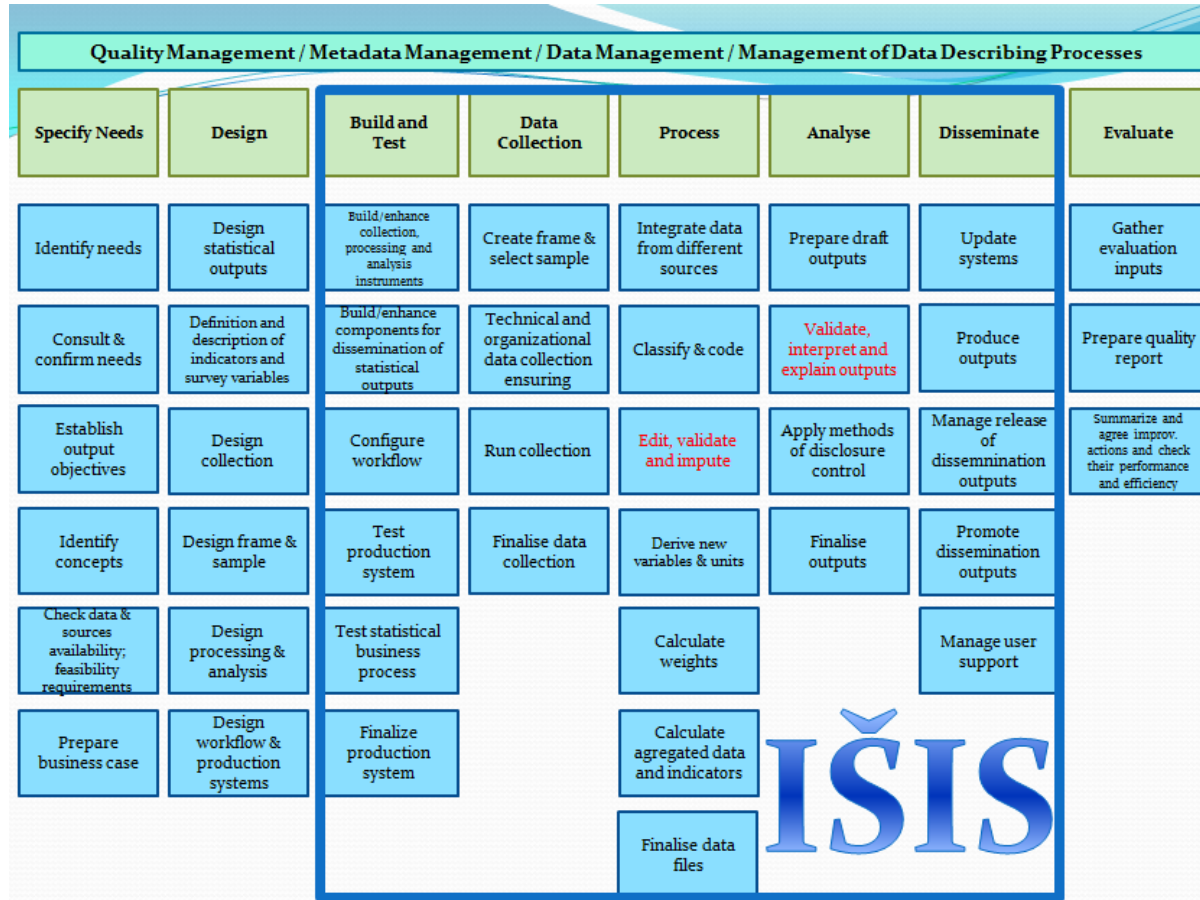 Quality Management / Metadata Management / Data Management / Management of Data Describing Processes
Specify Needs
Design
Build and
Test
Data
Collection
Process
Analyse
Disseminate
Evaluate
Identify needs
Design
statistical
outputs
Build/enhance
collection,
processing and
analysis
instruments
Create frame &
select sample
Integrate data
from different
sources
Prepare draft
outputs
Update
systems
Gather
evaluation
inputs
Consult &
confirm needs
Definition and
description of
indicators and
survey variables
Build/enhance
components for
dissemination of
statistical
outputs
Technical and
organizational
data collection
ensuring
Classify & code
Validate,
interpret and
explain outputs
Produce
outputs
Prepare quality
report
Establish
output
objectives
Design
collection
Configure
workflow
Run collection
Edit, validate
and impute
Apply methods
of disclosure
control
Manage release
of
dissemnination
outputs
Summarize and
agree improv.
actions and check
their performance
and efficiency
Identify
concepts
Design frame &
sample
Test
production
system
Finalise data
collection
Derive new
variables & units
Finalise
outputs
Promote
dissemination
outputs
Check data &
sources
availability;
feasibility
requirements
Design
processing &
analysis
Test statistical
business
process
Calculate
weights
Manage user
support
Prepare
business case
Design
workflow &
production
systems
Finalize
production
system
Calculate
agregated data
and indicators
IŠIS
Finalise data
files